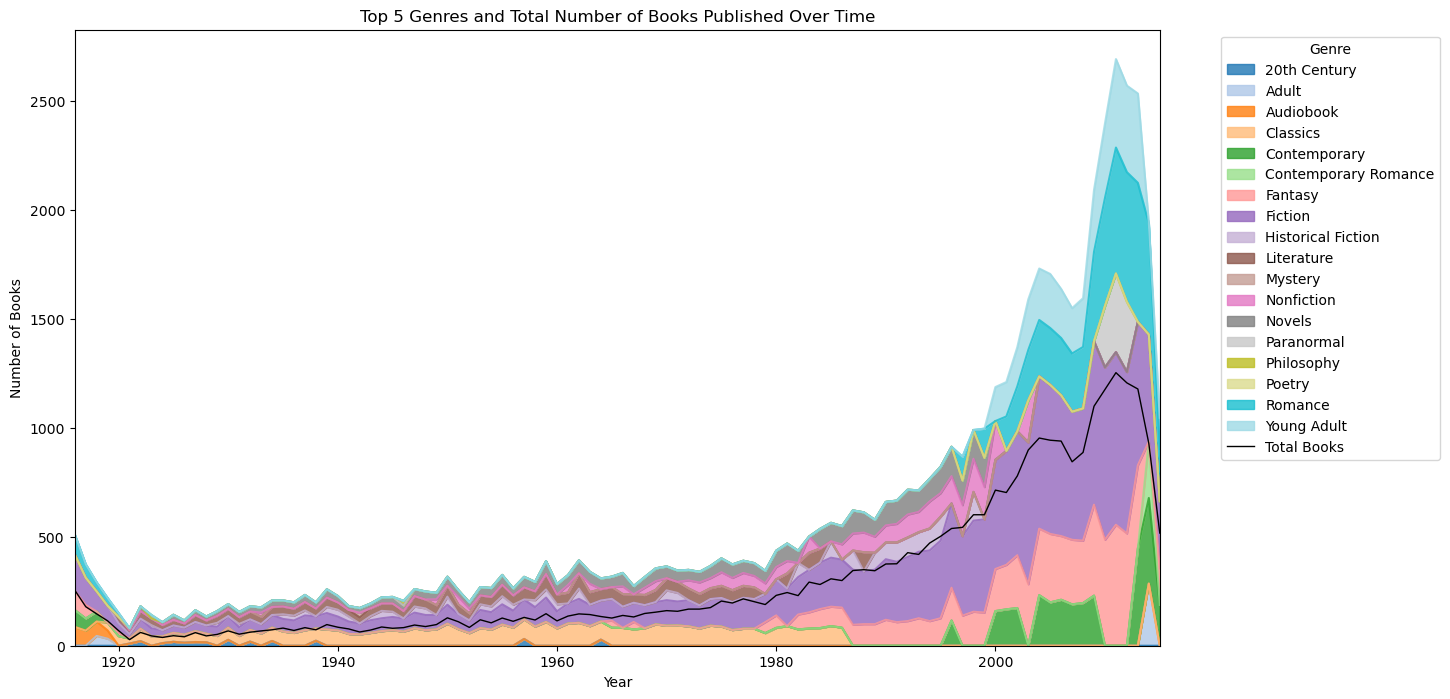 Top 5 Genres and Total Number of Books Published Over Time
Number of Books
2500
2000
1500
1000
500
0
1920
1940
1960
1980
2000
Year
Genre
20th Century
Adult
Audiobook
Classics
Contemporary
Contemporary Romance
Fantasy
Fiction
Historical Fiction
Literature
Mystery
Nonfiction
Novels
Paranormal
Philosophy
Poetry
Romance
Young Adult
Total Books